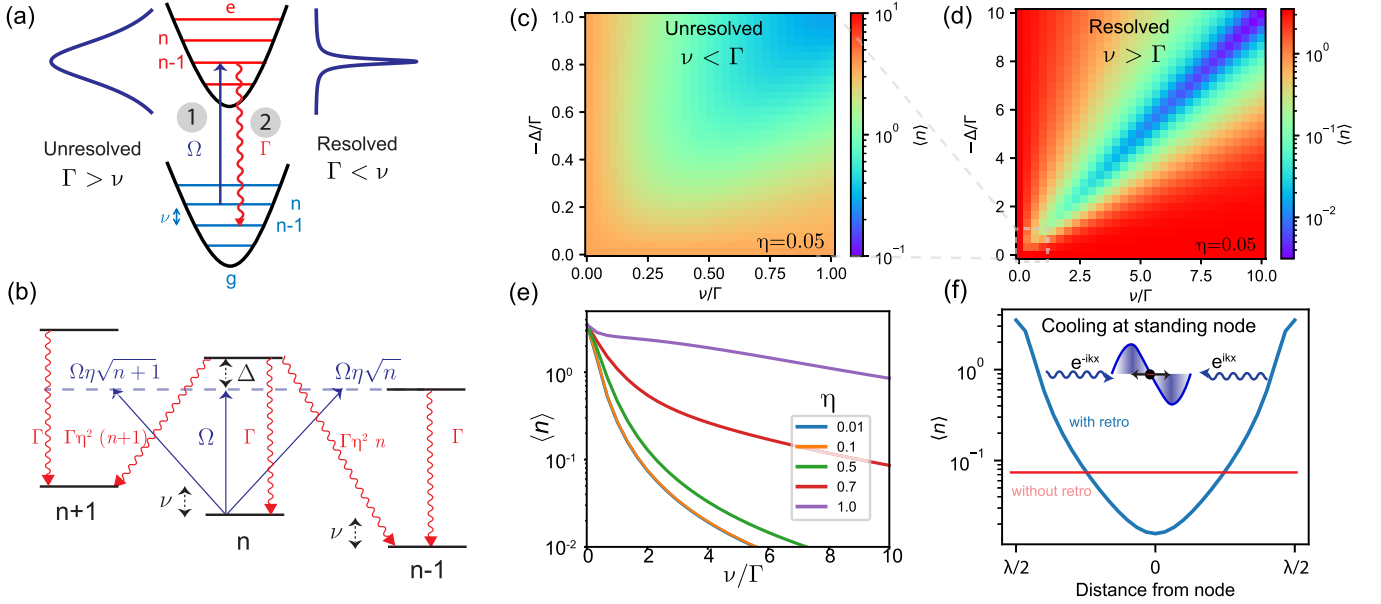 (a)
e
n
n-1
1
2
Ω
Γ
Unresolved
Γ > ν
Resolved
Γ < ν
ν
n
n-1
g
(b)
Ωη√n+1
Δ
Ωη√n
Γ
Γη² (n+1)
Ω
Γ
Γη² n
Γ
ν
n+1
n
ν
n-1
(c)
Unresolved
ν < Γ
η=0.05
1.0
0.8
0.6
0.4
0.2
0.0
-Δ/Γ
0.00
0.25
0.50
0.75
1.00
ν/Γ
10¹
10⁰
10⁻¹
⟨n⟩
(d)
Resolved
ν > Γ
η=0.05
10
8
6
4
2
0
-Δ/Γ
0.0
2.5
5.0
7.5
10.0
ν/Γ
10⁰
10⁻¹
10⁻²
⟨n⟩
(e)
⟨n⟩
10⁰
10⁻¹
10⁻²
0
2
4
6
8
10
ν/Γ
η
0.01
0.1
0.5
0.7
1.0
(f)
Cooling at standing node
e^-ikx
e^ikx
with retro
without retro
⟨n⟩
10⁰
10⁻¹
λ/2
0
λ/2
Distance from node